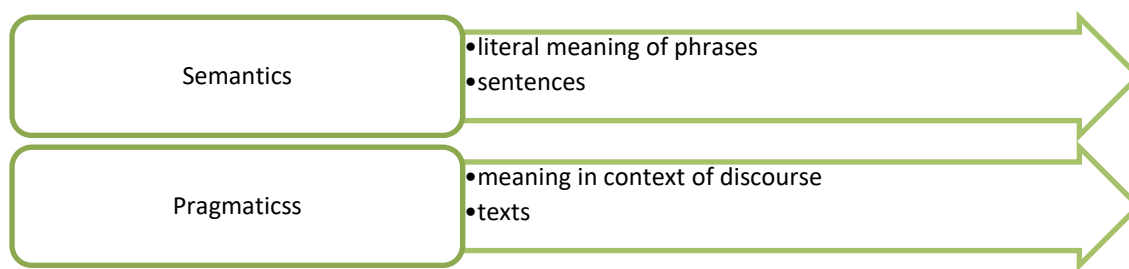 Semantics
•literal meaning of phrases
•sentences
Pragmaticss
•meaning in context of discourse
•texts